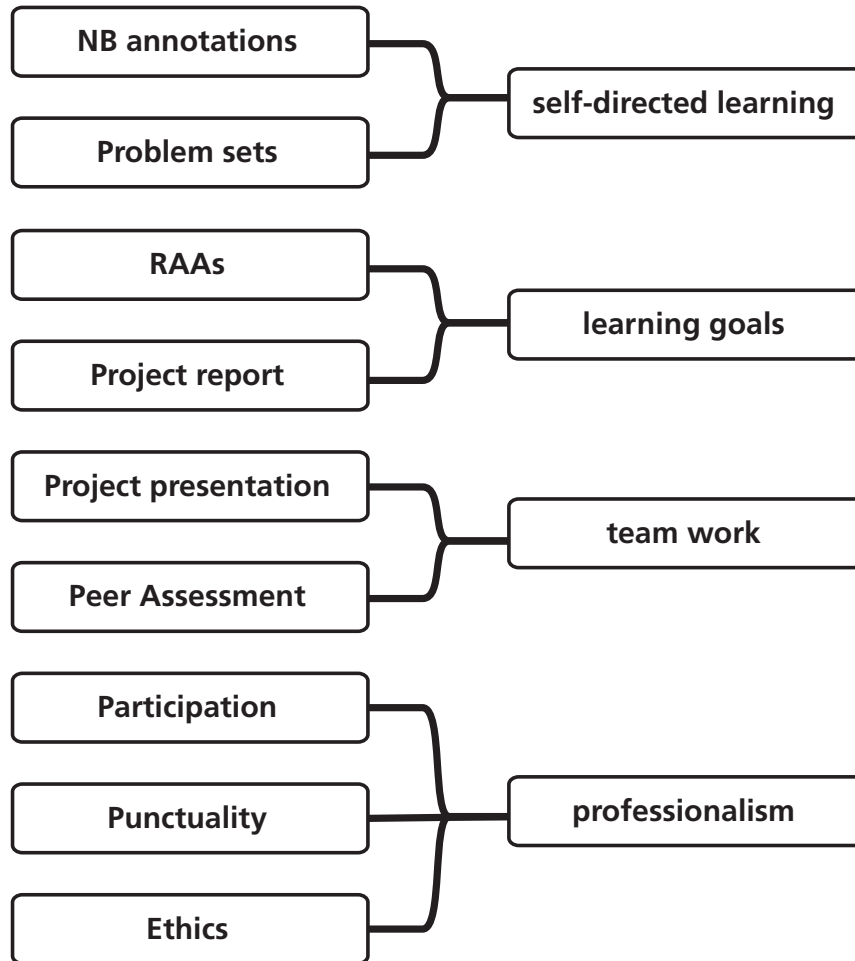 NB annotations
Problem sets
self-directed learning
RAAs
Project report
learning goals
Project presentation
Peer Assessment
team work
Participation
Punctuality
Ethics
professionalism